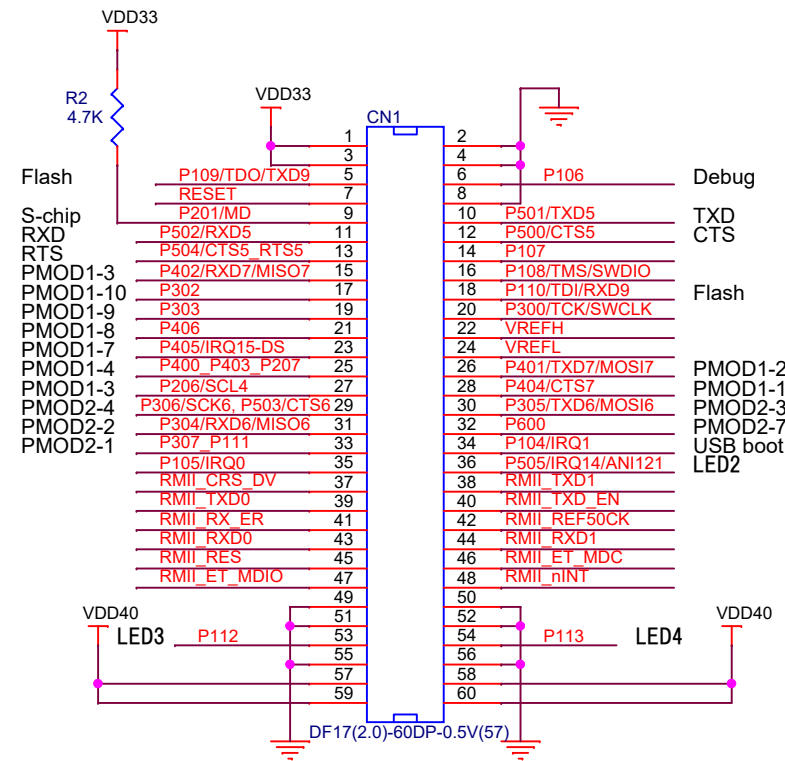 VDD33
R2
4.7K
VDD33
CN1
1 2
3 4
Flash P109/TDO/TXD9 5 6 P106 Debug
RESET 7 8
S-chip P201/MD 9 10 P501/TXD5 TXD
RXD P502/RXD5 11 12 P500/CTS5 CTS
RTS P504/CTS5_RTS5 13 14 P107
PMOD1-3 P402/RXD7/MISO7 15 16 P108/TMS/SWDIO
PMOD1-10 P302 17 18 P110/TDI/RXD9 Flash
PMOD1-9 P303 19 20 P300/TCK/SWCLK
PMOD1-8 P406 21 22 VREFH
PMOD1-7 P405/IRQ15-DS 23 24 VREFL
PMOD1-4 P400_P403_P207 25 26 P401/TXD7/MOSI7 PMOD1-2
PMOD1-3 P206/SCL4 27 28 P404/CTS7 PMOD1-1
PMOD2-4 P306/SCK6, P503/CTS6 29 30 P305/TXD6/MOSI6 PMOD2-3
PMOD2-2 P304/RXD6/MISO6 31 32 P600 PMOD2-7
PMOD2-1 P307_P111 33 34 P104/IRQ1 USB boot
P105/IRQ0 35 36 P505/IRQ14/ANI121 LED2
RMII_CRS_DV 37 38 RMII_TXD1
RMII_TXD0 39 40 RMII_TXD_EN
RMII_RX_ER 41 42 RMII_REF50CK
RMII_RXD0 43 44 RMII_RXD1
RMII_RES 45 46 RMII_ET_MDC
RMII_ET_MDIO 47 48 RMII_nINT
49 50
VDD40 51 52 VDD40
LED3 P112 53 54 P113 LED4
55 56
57 58
59 60
DF17(2.0)-60DP-0.5V(57)